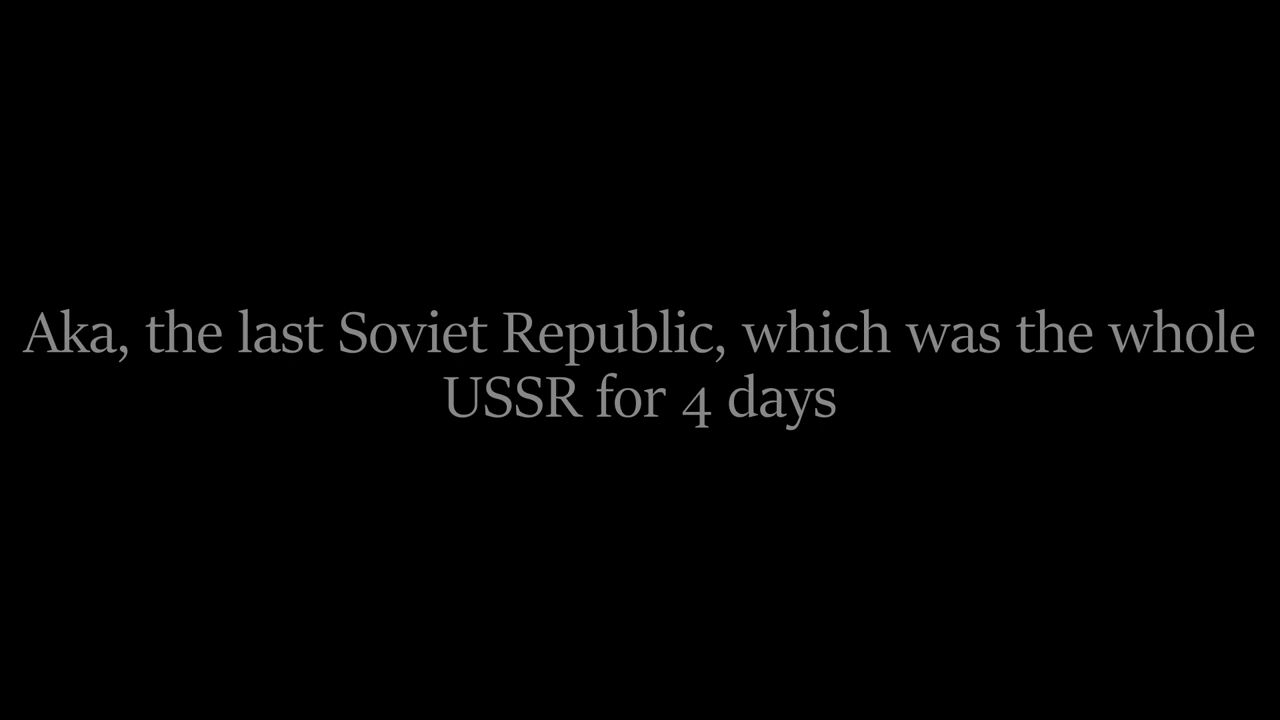 Aka, the last Soviet Republic, which was the whole
USSR for 4 days